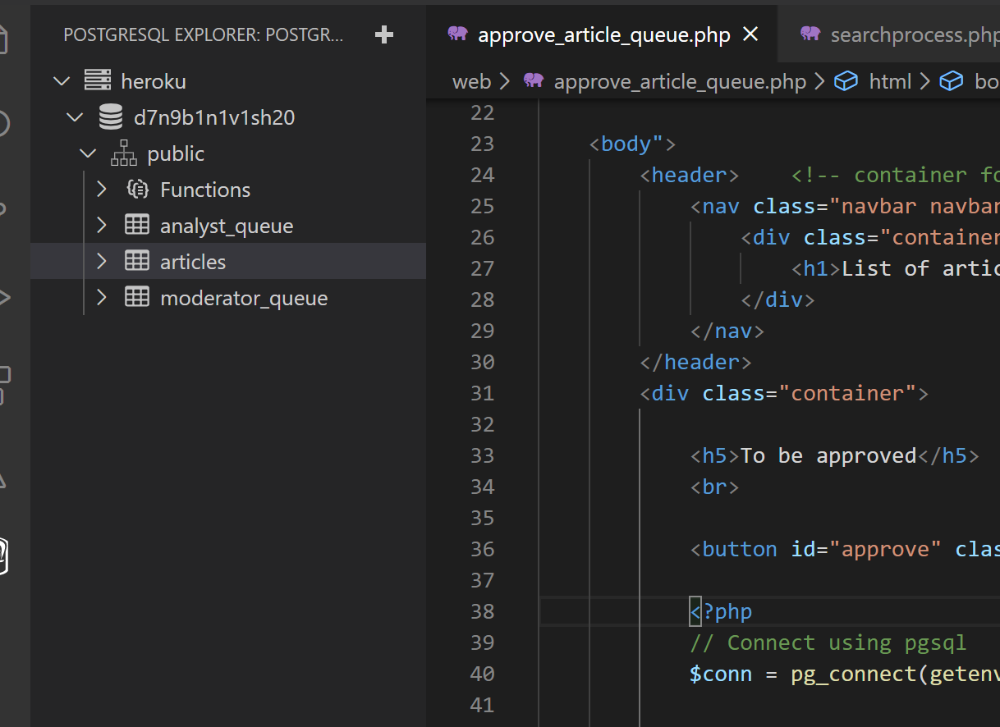 POSTGRESQL EXPLORER: POSTGR...
heroku
d7n9b1n1v1sh20
public
Functions
analyst_queue
articles
moderator_queue
approve_article_queue.php
searchprocess.php
web > approve_article_queue.php > html > bo
22
23 <body">
24 <header> <!-- container fo
25 <nav class="navbar navbar
26 <div class="container
27 <h1>List of artic
28 </div>
29 </nav>
30 </header>
31 <div class="container">
32
33 <h5>To be approved</h5>
34 <br>
35
36 <button id="approve" clas
37
38 <?php
39 // Connect using pgsql
40 $conn = pg_connect(getenv
41